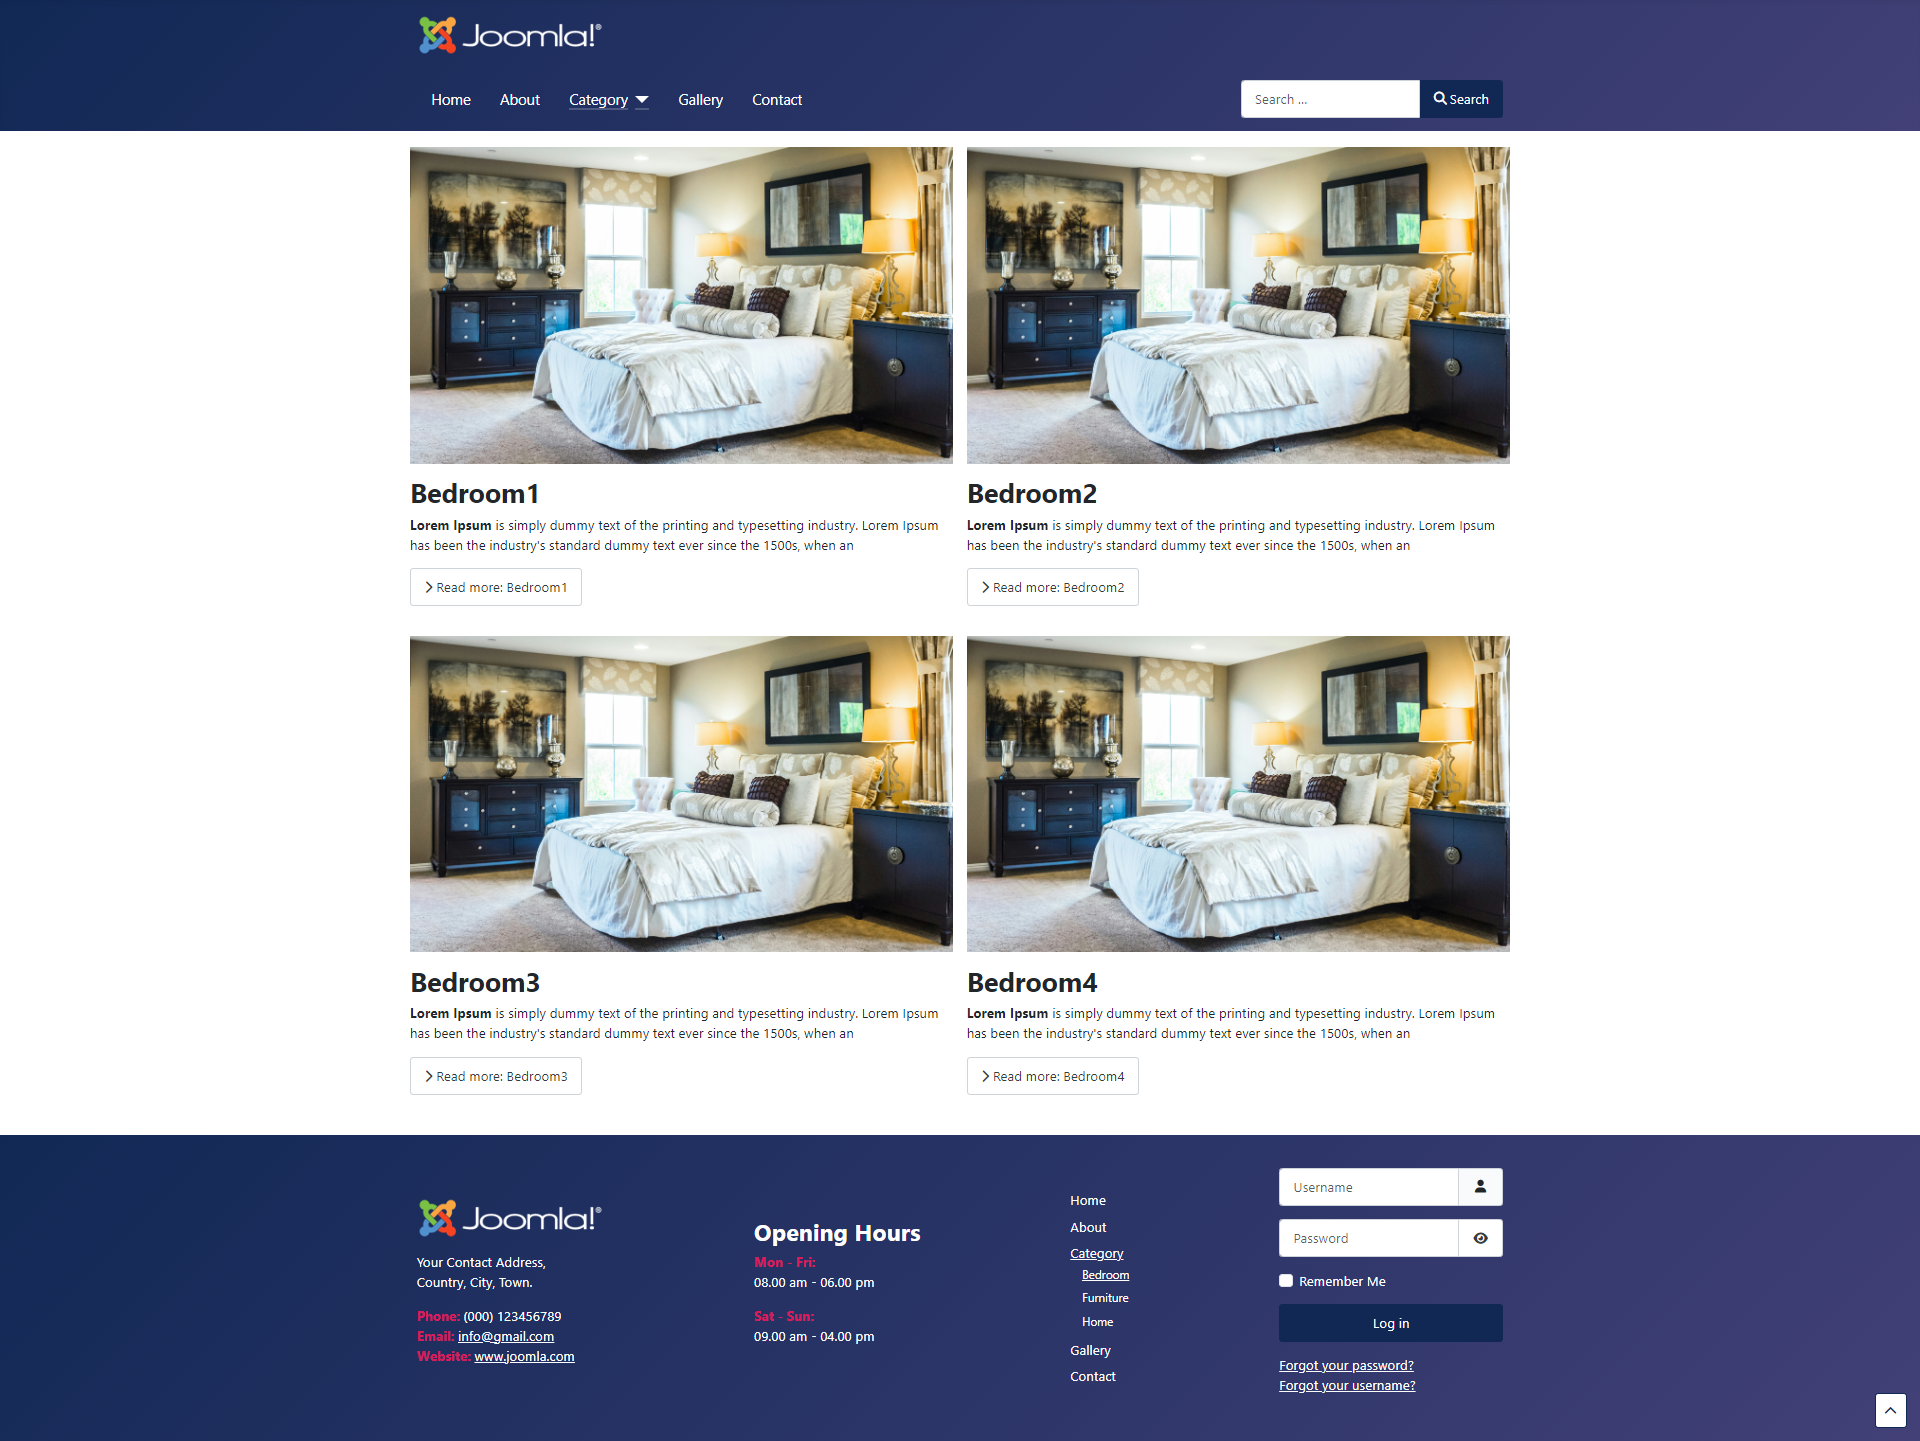 Joomla!®
Home About Category Gallery Contact
Search ...
Search
Bedroom1
Lorem Ipsum is simply dummy text of the printing and typesetting industry. Lorem Ipsum
has been the industry's standard dummy text ever since the 1500s, when an
Read more: Bedroom1
Bedroom2
Lorem Ipsum is simply dummy text of the printing and typesetting industry. Lorem Ipsum
has been the industry's standard dummy text ever since the 1500s, when an
Read more: Bedroom2
Bedroom3
Lorem Ipsum is simply dummy text of the printing and typesetting industry. Lorem Ipsum
has been the industry's standard dummy text ever since the 1500s, when an
Read more: Bedroom3
Bedroom4
Lorem Ipsum is simply dummy text of the printing and typesetting industry. Lorem Ipsum
has been the industry's standard dummy text ever since the 1500s, when an
Read more: Bedroom4
Joomla!®
Your Contact Address,
Country, City, Town.
Phone: (000) 123456789
Email: info@gmail.com
Website: www.joomla.com
Opening Hours
Mon - Fri:
08.00 am - 06.00 pm
Sat - Sun:
09.00 am - 04.00 pm
Home
About
Category
Bedroom
Furniture
Home
Gallery
Contact
Username
Password
Remember Me
Log in
Forgot your password?
Forgot your username?